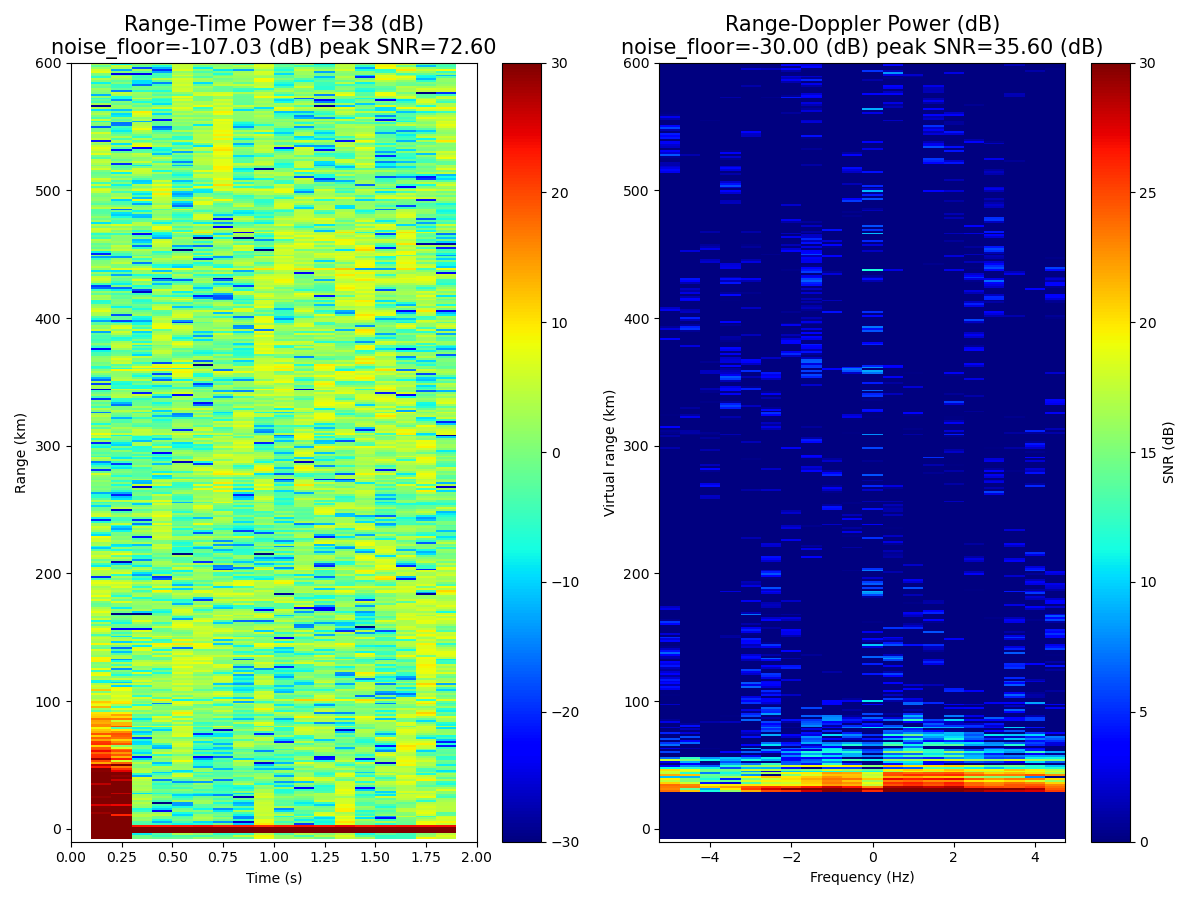 Range-Time Power f=38 (dB)
noise_floor=-107.03 (dB) peak SNR=72.60
Range-Doppler Power (dB)
noise_floor=-30.00 (dB) peak SNR=35.60 (dB)
600
500
400
300
200
100
0
Range (km)
0.00 0.25 0.50 0.75 1.00 1.25 1.50 1.75 2.00
Time (s)
30
20
10
0
−10
−20
−30
600
500
400
300
200
100
0
Virtual range (km)
−4 −2 0 2 4
Frequency (Hz)
30
25
20
15
10
5
0
SNR (dB)